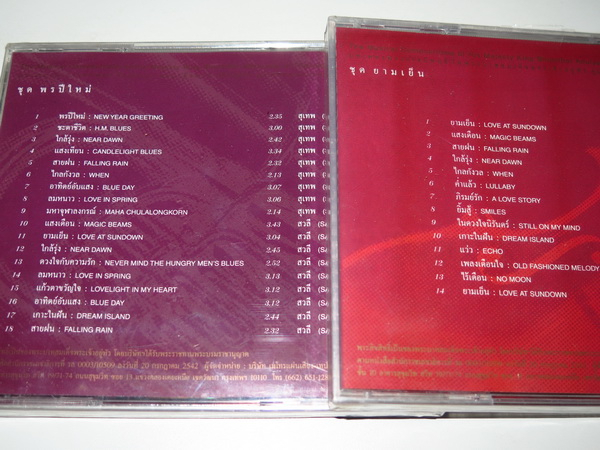 ชุด พรปีใหม่
1 พรปีใหม่ : NEW YEAR GREETING 2.35 สุเทพ
2 ชะตาชีวิต : H.M. BLUES 3.00 สุเทพ
3 ใกล้รุ่ง : NEAR DAWN 2.42 สุเทพ
4 แสงเทียน : CANDLELIGHT BLUES 3.34 สุเทพ
5 สายฝน : FALLING RAIN 2.32 สุเทพ
6 ไกลกังวล : WHEN 2.13 สุเทพ
7 อาทิตย์อับแสง : BLUE DAY 3.07 สุเทพ
8 ลมหนาว : LOVE IN SPRING 3.06 สุเทพ
9 มหาจุฬาลงกรณ์ : MAHA CHULALONGKORN 2.14 สุเทพ
10 แสงเดือน : MAGIC BEAMS 3.43 สวลี
11 ยามเย็น : LOVE AT SUNDOWN 3.04 สวลี
12 ใกล้รุ่ง : NEAR DAWN 2.45 สวลี
13 ดวงใจกับความรัก : NEVER MIND THE HUNGRY MEN'S BLUES 3.52 สวลี
14 ลมหนาว : LOVE IN SPRING 3.13 สวลี
15 แก้วตาขวัญใจ : LOVELIGHT IN MY HEART 2.52 สวลี
16 อาทิตย์อับแสง : BLUE DAY 3.12 สวลี
17 เกาะในฝัน : DREAM ISLAND 2.44 สวลี
18 สายฝน : FALLING RAIN 2.32 สวลี
ชุด ยามเย็น
1 ยามเย็น : LOVE AT SUNDOWN
2 แสงเดือน : MAGIC BEAMS
3 สายฝน : FALLING RAIN
4 ใกล้รุ่ง : NEAR DAWN
5 ไกลกังวล : WHEN
6 ค่ำแล้ว : LULLABY
7 ภิรมย์รัก : A LOVE STORY
8 ยิ้มสู้ : SMILES
9 ในดวงใจนิรันดร์ : STILL ON MY MIND
10 เกาะในฝัน : DREAM ISLAND
11 แว่ว : ECHO
12 เพลงเตือนใจ : OLD FASHIONED MELODY
13 ไร้เดือน : NO MOON
14 ยามเย็น : LOVE AT SUNDOWN